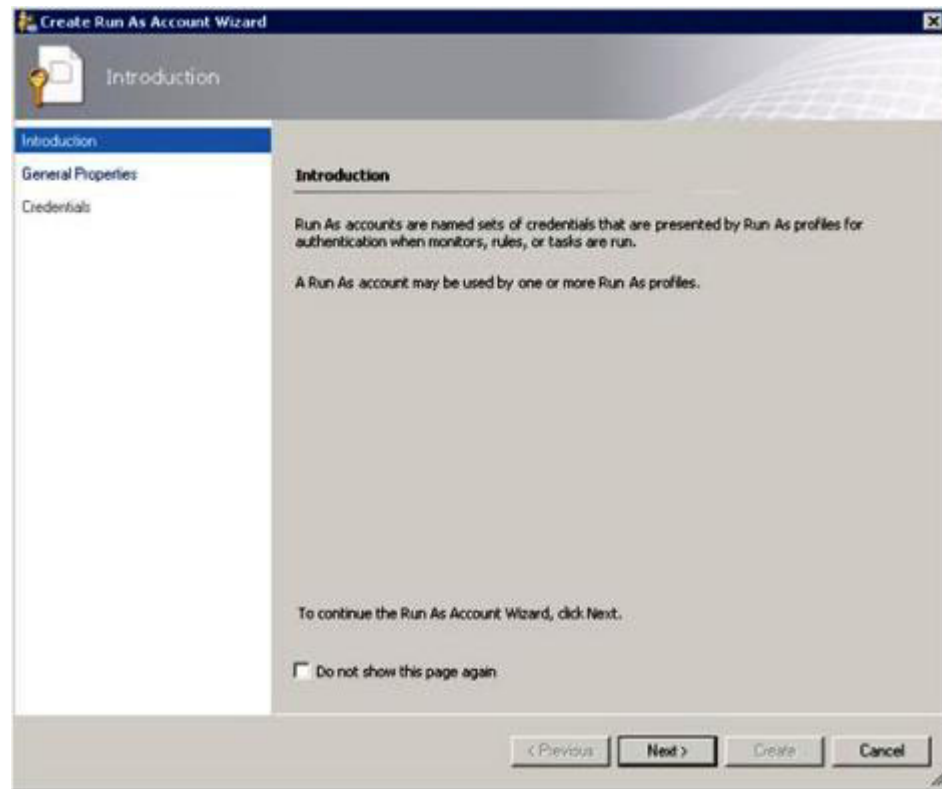 Create Run As Account Wizard
Introduction
Introduction
General Properties
Credentials
Introduction
Run As accounts are named sets of credentials that are presented by Run As profiles for
authentication when monitors, rules, or tasks are run.
A Run As account may be used by one or more Run As profiles.
To continue the Run As Account Wizard, click Next.
Do not show this page again
< Previous
Next >
Create
Cancel